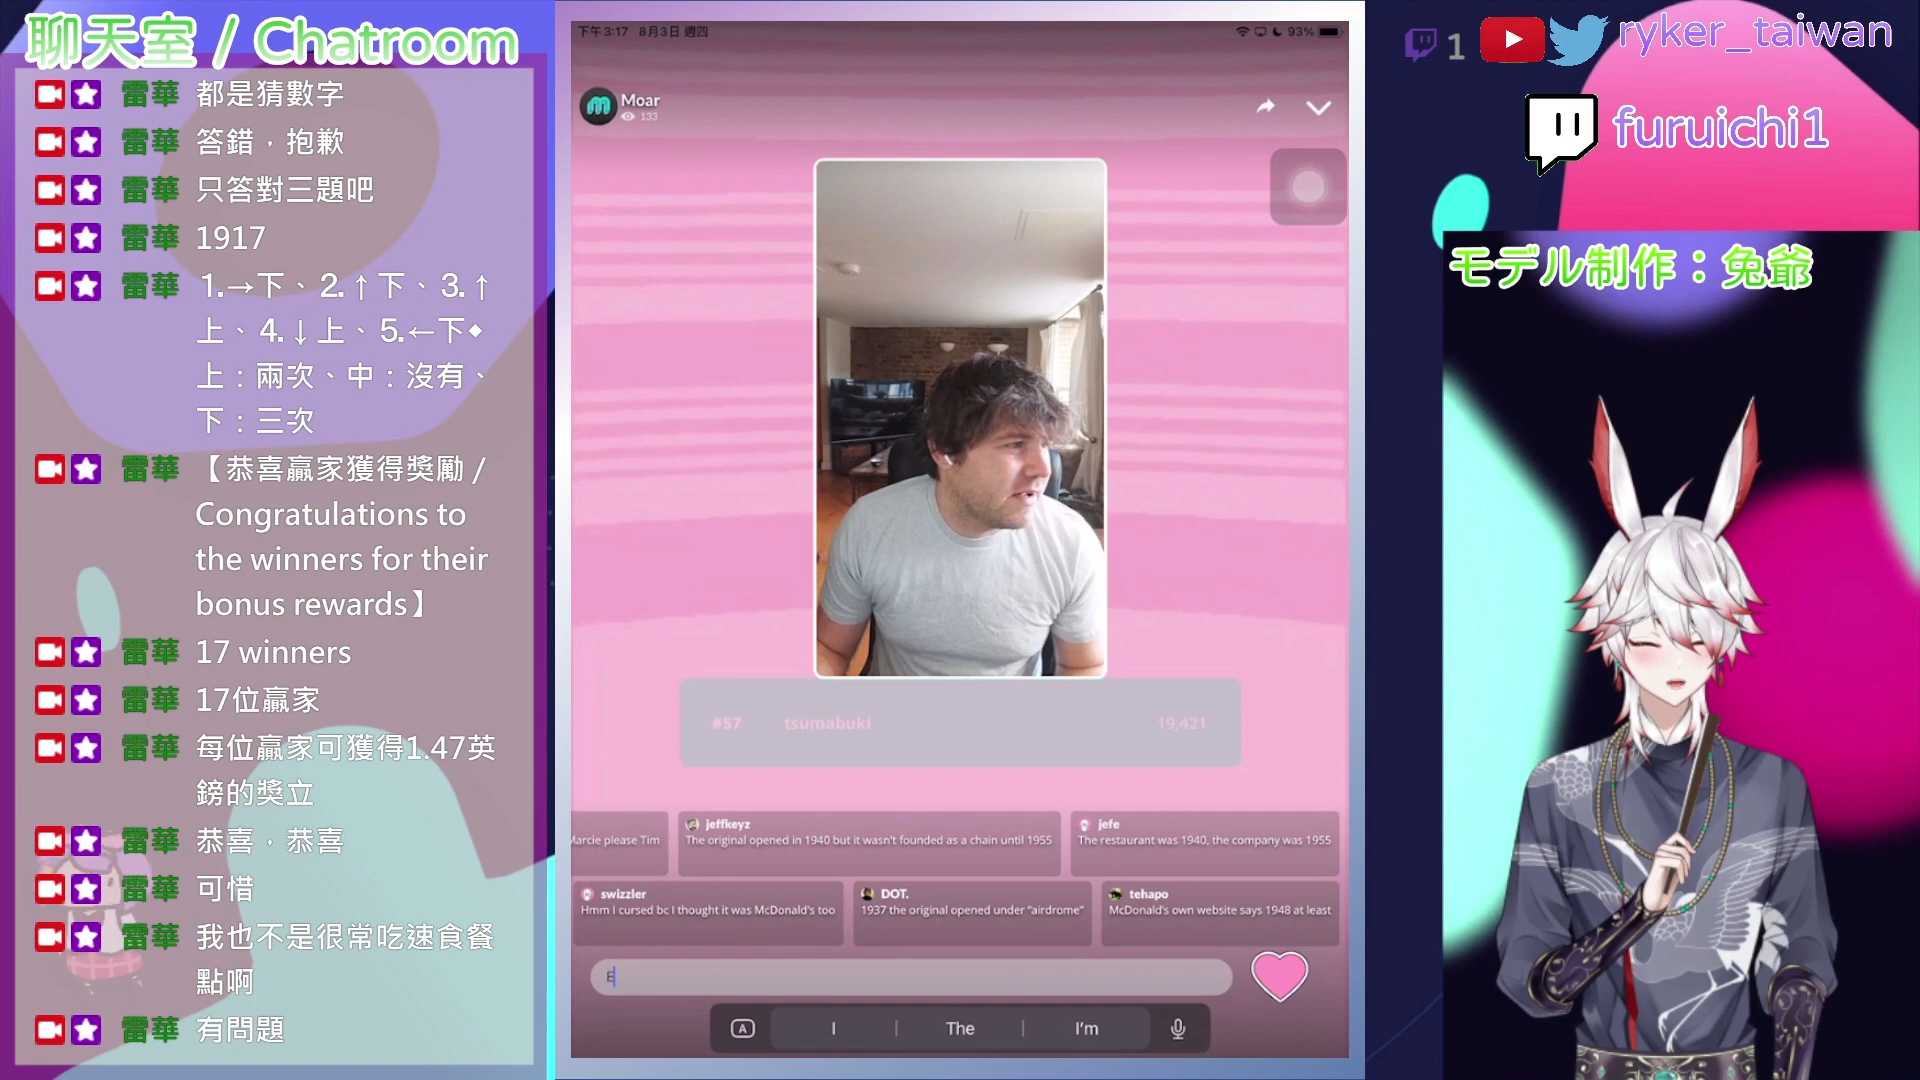 聊天室 / Chatroom
雷華 都是猜數字
雷華 答錯，抱歉
雷華 只答對三題吧
雷華 1917
雷華 1.→下、2.↑下、3.↑
上、4.↓上、5.←下◆
上：兩次、中：沒有、
下：三次
雷華 【恭喜贏家獲得獎勵 /
Congratulations to
the winners for their
bonus rewards】
雷華 17 winners
雷華 17位贏家
雷華 每位贏家可獲得1.47英
鎊的獎立
雷華 恭喜，恭喜
雷華 可惜
雷華 我也不是很常吃速食餐
點啊
雷華 有問題
下午3:17 8月3日 週四
93%
Moar
133
#57 tsumabuki 19,421
Marcie please Tim
jeffkeyz
The original opened in 1940 but it wasn't founded as a chain until 1955
jefe
The restaurant was 1940, the company was 1955
swizzler
Hmm I cursed bc I thought it was McDonald's too
DOT.
1937 the original opened under "airdrome"
tehapo
McDonald's own website says 1948 at least
E
A I The I'm
1 ryker_taiwan
furuichi1
モデル制作：兔爺